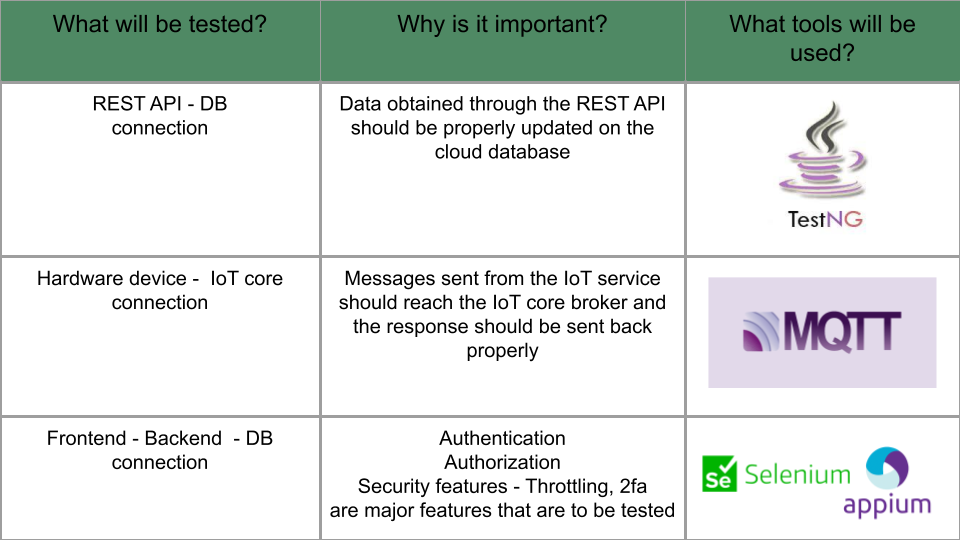 What will be tested?
Why is it important?
What tools will be
used?
REST API - DB
connection
Data obtained through the REST API
should be properly updated on the
cloud database
TestNG
Hardware device -  IoT core
connection
Messages sent from the IoT service
should reach the IoT core broker and
the response should be sent back
properly
MQTT
Frontend - Backend  - DB
connection
Authentication
Authorization
Security features - Throttling, 2fa
are major features that are to be tested
Se Selenium
appium